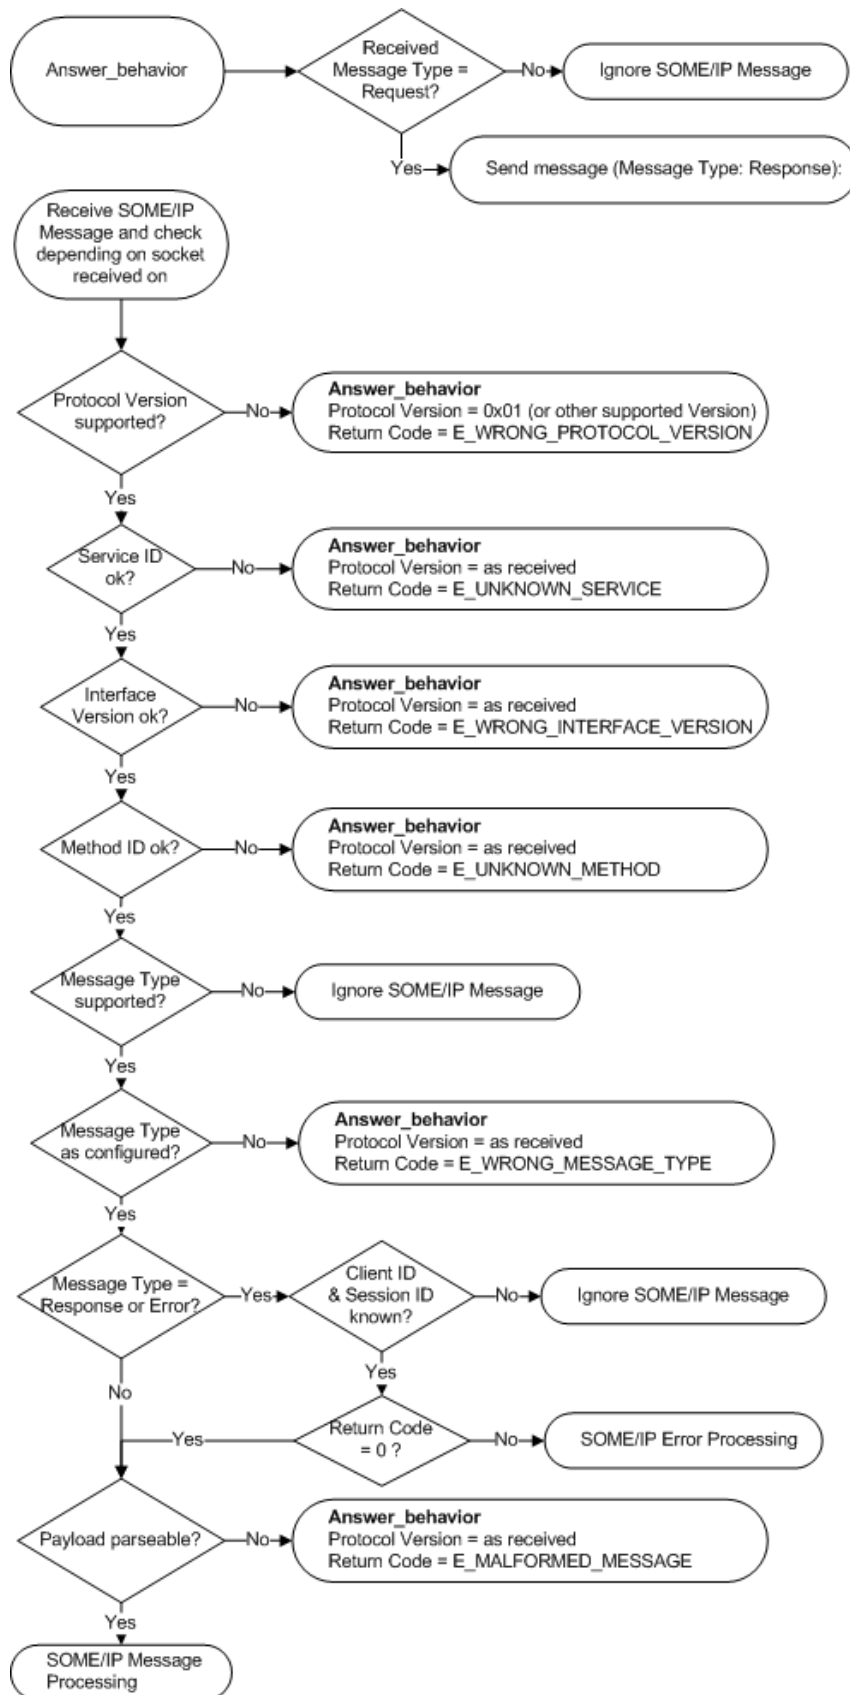 Answer_behavior
Received
Message Type =
Request?
No
Ignore SOME/IP Message
Yes
Send message (Message Type: Response):
Receive SOME/IP
Message and check
depending on socket
received on
Protocol Version
supported?
No
Answer_behavior
Protocol Version = 0x01 (or other supported Version)
Return Code = E_WRONG_PROTOCOL_VERSION
Yes
Service ID
ok?
No
Answer_behavior
Protocol Version = as received
Return Code = E_UNKNOWN_SERVICE
Yes
Interface
Version ok?
No
Answer_behavior
Protocol Version = as received
Return Code = E_WRONG_INTERFACE_VERSION
Yes
Method ID ok?
No
Answer_behavior
Protocol Version = as received
Return Code = E_UNKNOWN_METHOD
Yes
Message Type
supported?
No
Ignore SOME/IP Message
Yes
Message Type
as configured?
No
Answer_behavior
Protocol Version = as received
Return Code = E_WRONG_MESSAGE_TYPE
Yes
Message Type =
Response or Error?
Yes
Client ID
& Session ID
known?
No
Ignore SOME/IP Message
Yes
No
Return Code
= 0 ?
Yes
No
SOME/IP Error Processing
Payload parseable?
No
Answer_behavior
Protocol Version = as received
Return Code = E_MALFORMED_MESSAGE
Yes
SOME/IP Message
Processing